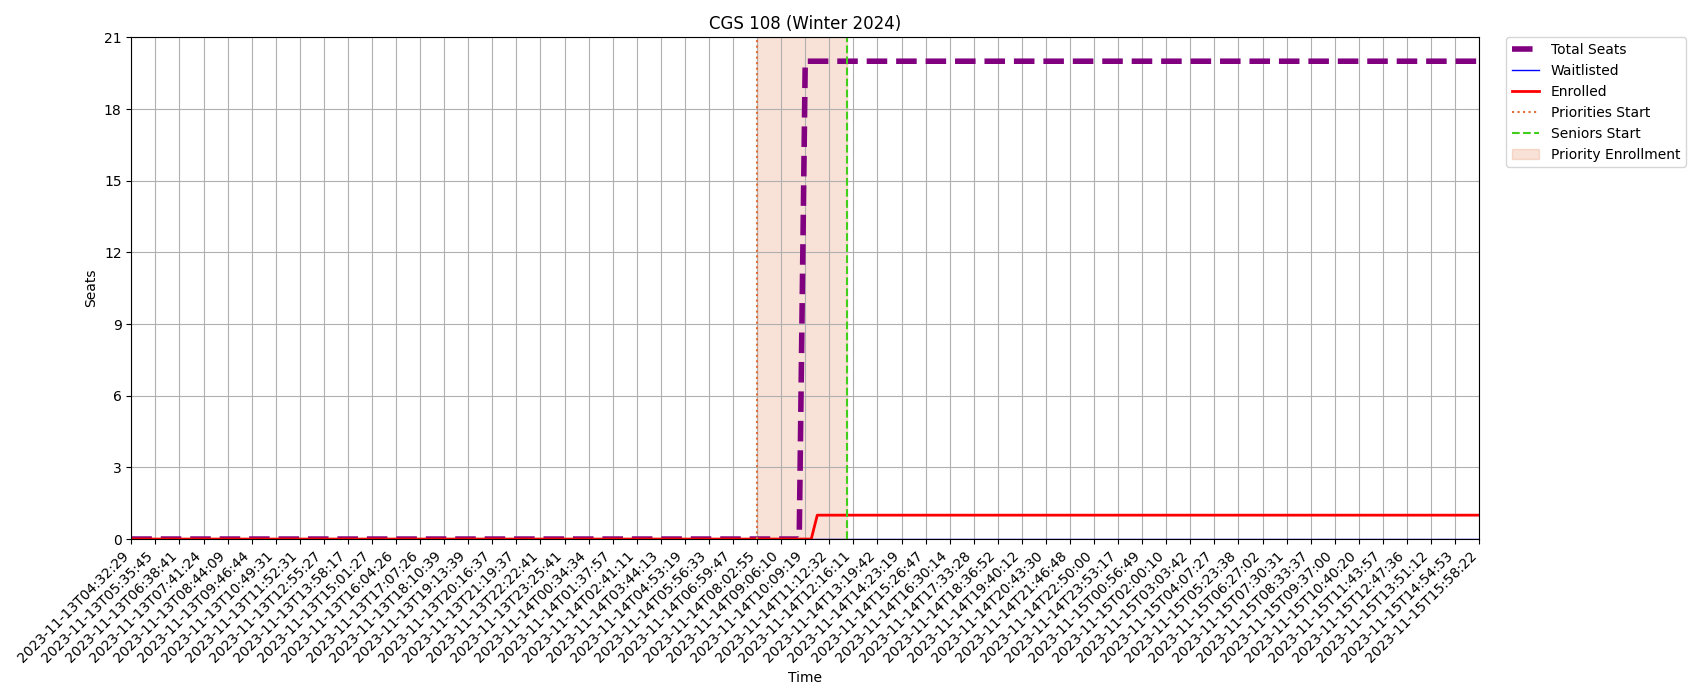 CGS 108 (Winter 2024)
21
18
15
12
9
6
3
0
Seats
Total Seats
Waitlisted
Enrolled
Priorities Start
Seniors Start
Priority Enrollment
2023-11-13T04:32:29
2023-11-13T05:35:45
2023-11-13T06:38:41
2023-11-13T07:41:24
2023-11-13T08:44:09
2023-11-13T09:46:44
2023-11-13T10:49:31
2023-11-13T11:52:31
2023-11-13T12:55:27
2023-11-13T13:58:17
2023-11-13T15:01:27
2023-11-13T16:04:26
2023-11-13T17:07:26
2023-11-13T18:10:39
2023-11-13T19:13:39
2023-11-13T20:16:37
2023-11-13T21:19:37
2023-11-13T22:22:41
2023-11-13T23:25:41
2023-11-14T00:34:34
2023-11-14T01:37:57
2023-11-14T02:41:11
2023-11-14T03:44:13
2023-11-14T04:53:19
2023-11-14T05:56:33
2023-11-14T06:59:47
2023-11-14T08:02:55
2023-11-14T09:06:10
2023-11-14T10:09:19
2023-11-14T11:12:32
2023-11-14T12:16:11
2023-11-14T13:19:42
2023-11-14T14:23:19
2023-11-14T15:26:47
2023-11-14T16:30:14
2023-11-14T17:33:28
2023-11-14T18:36:52
2023-11-14T19:40:12
2023-11-14T20:43:30
2023-11-14T21:46:48
2023-11-14T22:50:00
2023-11-14T23:53:17
2023-11-15T00:56:49
2023-11-15T02:00:10
2023-11-15T03:03:42
2023-11-15T04:07:27
2023-11-15T05:23:38
2023-11-15T06:27:02
2023-11-15T07:30:31
2023-11-15T08:33:37
2023-11-15T09:37:00
2023-11-15T10:40:20
2023-11-15T11:43:57
2023-11-15T12:47:36
2023-11-15T13:51:12
2023-11-15T14:54:53
2023-11-15T15:58:22
Time